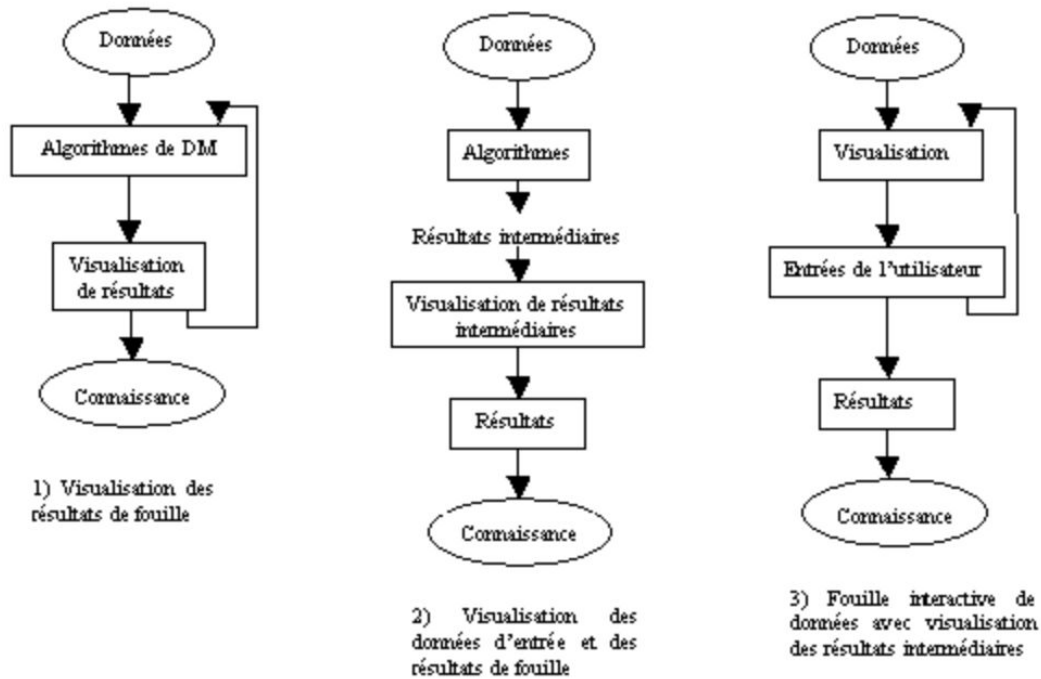 Données
Algorithmes de DM
Visualisation
de résultats
Connaissance
1) Visualisation des
résultats de fouille
Données
Algorithmes
Résultats intermédiaires
Visualisation de résultats
intermédiaires
Résultats
Connaissance
2) Visualisation des
données d'entrée et des
résultats de fouille
Données
Visualisation
Entrées de l'utilisateur
Résultats
Connaissance
3) Fouille interactive de
données avec visualisation
des résultats intermédiaires